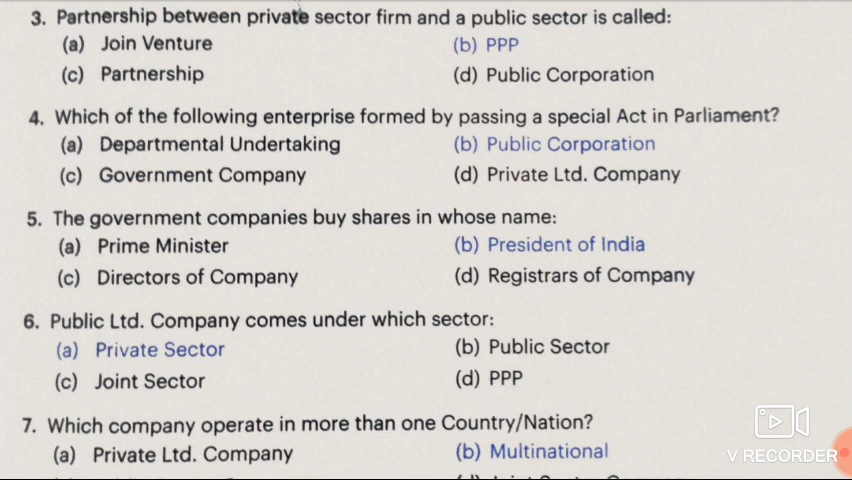 3. Partnership between private sector firm and a public sector is called:
(a) Join Venture (b) PPP
(c) Partnership (d) Public Corporation
4. Which of the following enterprise formed by passing a special Act in Parliament?
(a) Departmental Undertaking (b) Public Corporation
(c) Government Company (d) Private Ltd. Company
5. The government companies buy shares in whose name:
(a) Prime Minister (b) President of India
(c) Directors of Company (d) Registrars of Company
6. Public Ltd. Company comes under which sector:
(a) Private Sector (b) Public Sector
(c) Joint Sector (d) PPP
7. Which company operate in more than one Country/Nation?
(a) Private Ltd. Company (b) Multinational
V RECORDER